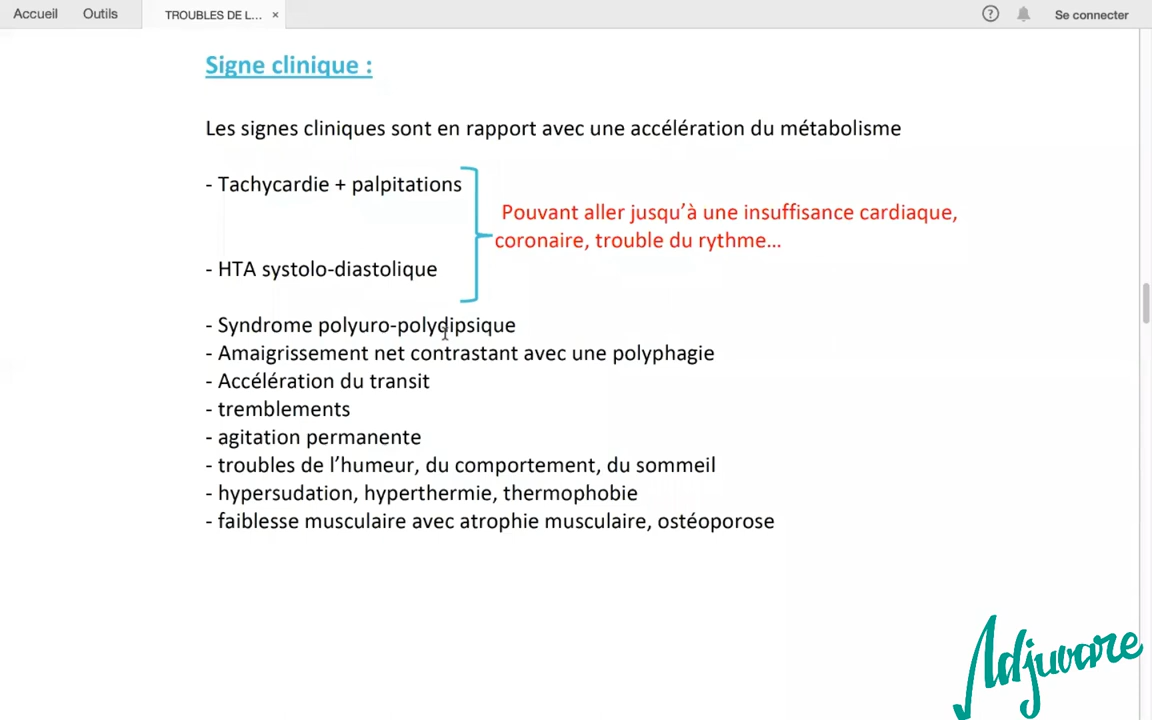 Accueil Outils TROUBLES DE L... × ? Se connecter
Signe clinique :
Les signes cliniques sont en rapport avec une accélération du métabolisme
- Tachycardie + palpitations
Pouvant aller jusqu’à une insuffisance cardiaque,
coronaire, trouble du rythme...
- HTA systolo-diastolique
- Syndrome polyuro-polydipsique
- Amaigrissement net contrastant avec une polyphagie
- Accélération du transit
- tremblements
- agitation permanente
- troubles de l’humeur, du comportement, du sommeil
- hypersudation, hyperthermie, thermophobie
- faiblesse musculaire avec atrophie musculaire, ostéoporose
Adjuvare